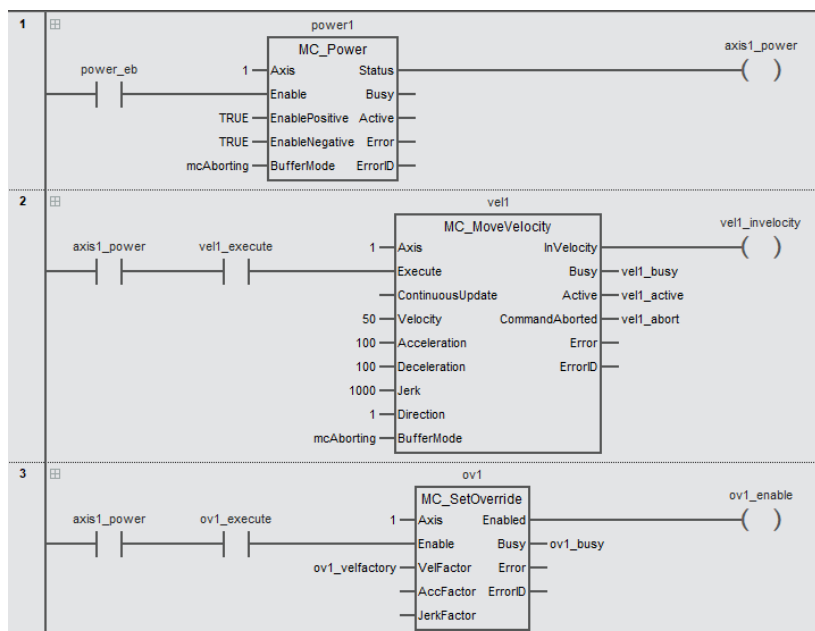 1
power1
MC_Power
axis1_power
power_eb
1 Axis Status
Enable Busy
TRUE EnablePositive Active
TRUE EnableNegative Error
mcAborting BufferMode ErrorID
2
vel1
MC_MoveVelocity
vel1_invelocity
axis1_power vel1_execute 1 Axis InVelocity
Execute Busy vel1_busy
ContinuousUpdate Active vel1_active
50 Velocity CommandAborted vel1_abort
100 Acceleration Error
100 Deceleration ErrorID
1000 Jerk
1 Direction
mcAborting BufferMode
3
ov1
MC_SetOverride
ov1_enable
axis1_power ov1_execute 1 Axis Enabled
Enable Busy ov1_busy
ov1_velfactory VelFactor Error
AccFactor ErrorID
JerkFactor